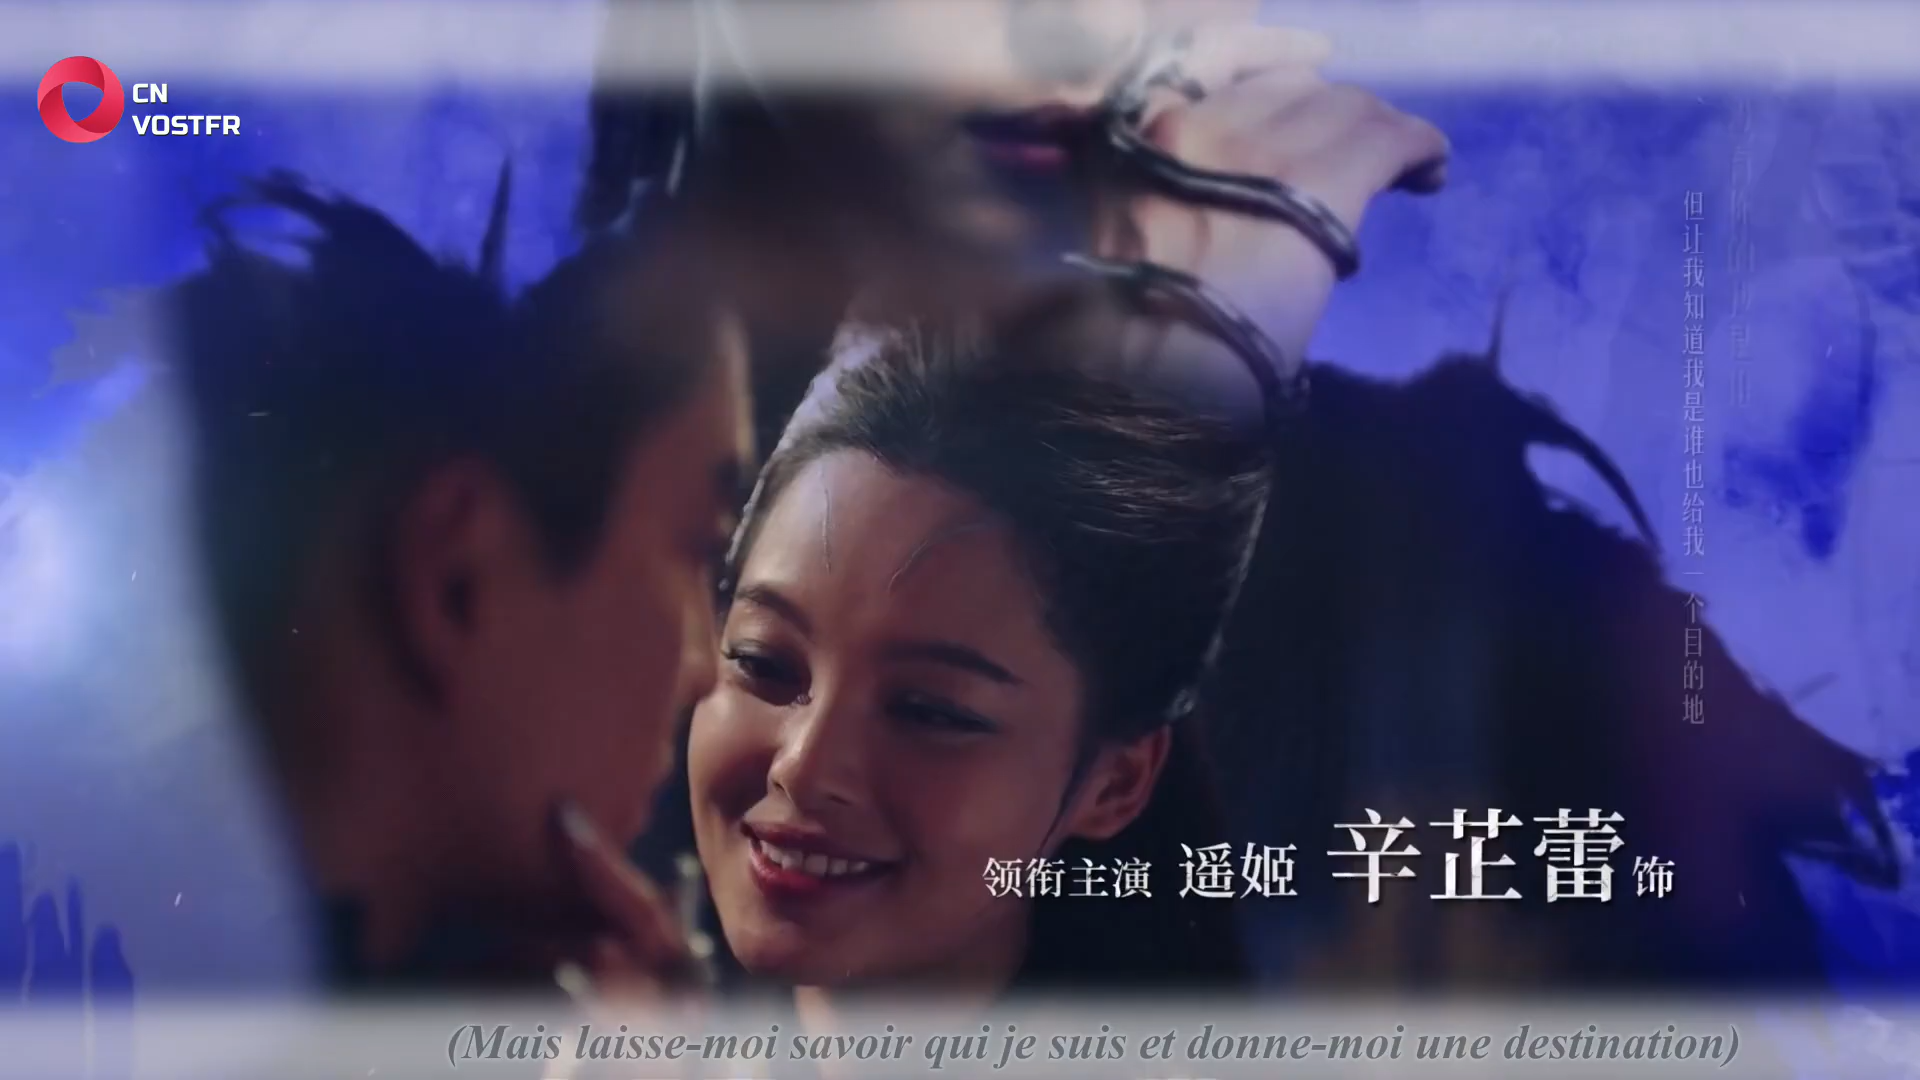 CN
VOSTFR
但让我知道我是谁也给我一个目的地
领衔主演 遥姬 辛芷蕾 饰
(Mais laisse-moi savoir qui je suis et donne-moi une destination)